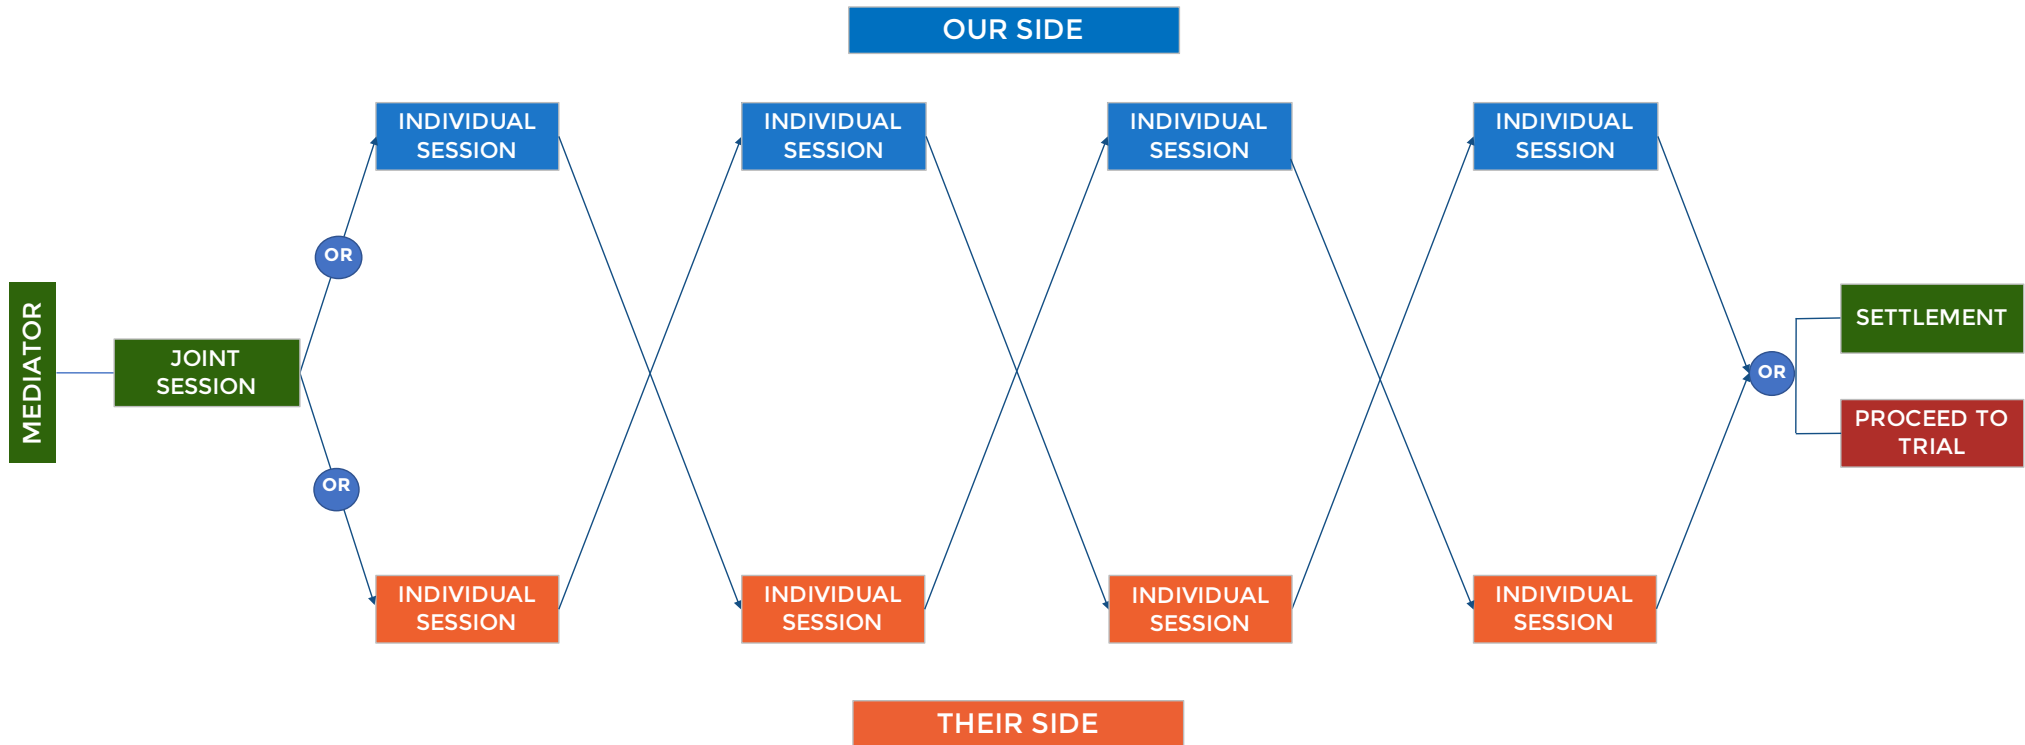 OUR SIDE
INDIVIDUAL
SESSION
INDIVIDUAL
SESSION
INDIVIDUAL
SESSION
INDIVIDUAL
SESSION
OR
MEDIATOR
JOINT
SESSION
SETTLEMENT
OR
PROCEED TO
TRIAL
OR
INDIVIDUAL
SESSION
INDIVIDUAL
SESSION
INDIVIDUAL
SESSION
INDIVIDUAL
SESSION
THEIR SIDE